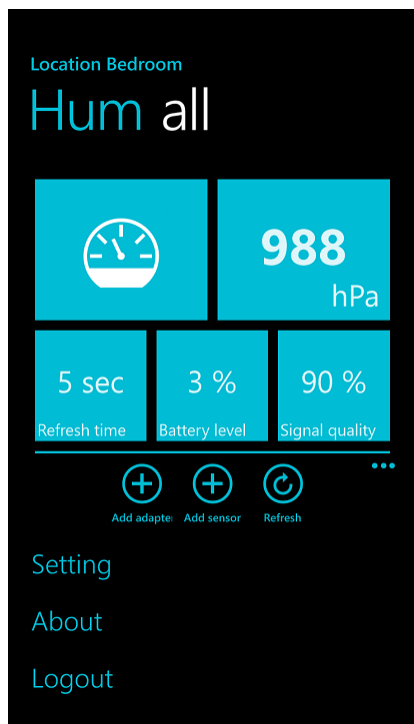 Location Bedroom
Hum all
988
hPa
5 sec
Refresh time
3 %
Battery level
90 %
Signal quality
Add adapte
Add sensor
Refresh
Setting
About
Logout